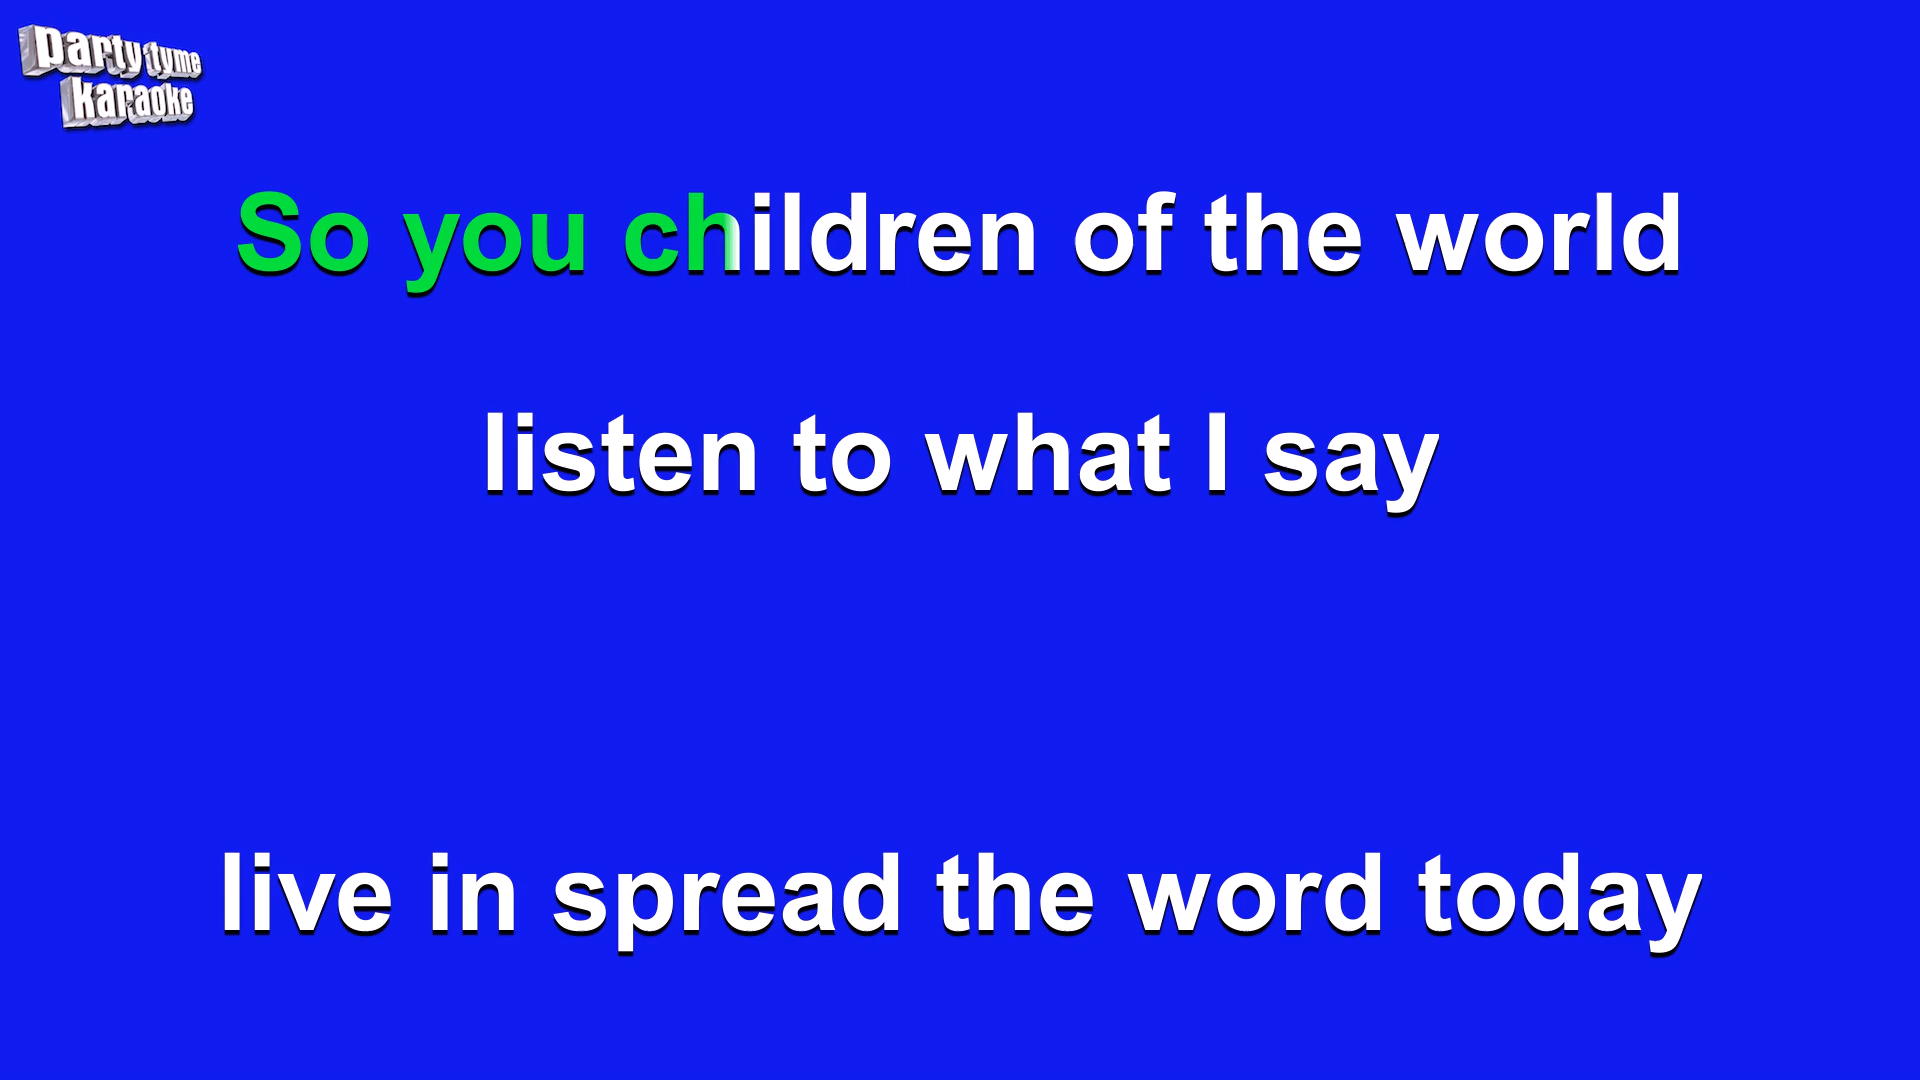 party tyme
karaoke
So you children of the world
listen to what I say
live in spread the word today